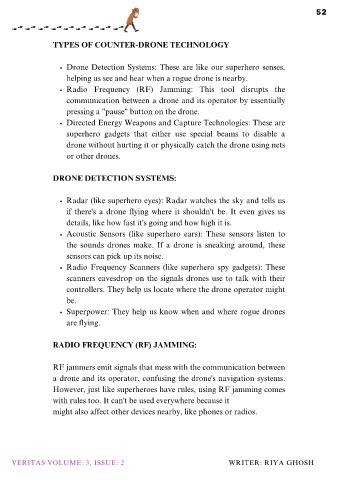 52
TYPES OF COUNTER-DRONE TECHNOLOGY
• Drone Detection Systems: These are like our superhero senses,
helping us see and hear when a rogue drone is nearby.
• Radio Frequency (RF) Jamming: This tool disrupts the
communication between a drone and its operator by essentially
pressing a "pause" button on the drone.
• Directed Energy Weapons and Capture Technologies: These are
superhero gadgets that either use special beams to disable a
drone without hurting it or physically catch the drone using nets
or other drones.
DRONE DETECTION SYSTEMS:
• Radar (like superhero eyes): Radar watches the sky and tells us
if there's a drone flying where it shouldn't be. It even gives us
details, like how fast it's going and how high it is.
• Acoustic Sensors (like superhero ears): These sensors listen to
the sounds drones make. If a drone is sneaking around, these
sensors can pick up its noise.
• Radio Frequency Scanners (like superhero spy gadgets): These
scanners eavesdrop on the signals drones use to talk with their
controllers. They help us locate where the drone operator might
be.
• Superpower: They help us know when and where rogue drones
are flying.
RADIO FREQUENCY (RF) JAMMING:
RF jammers emit signals that mess with the communication between
a drone and its operator, confusing the drone's navigation systems.
However, just like superheroes have rules, using RF jamming comes
with rules too. It can't be used everywhere because it
might also affect other devices nearby, like phones or radios.
VERITAS VOLUME: 3, ISSUE: 2
WRITER: RIYA GHOSH